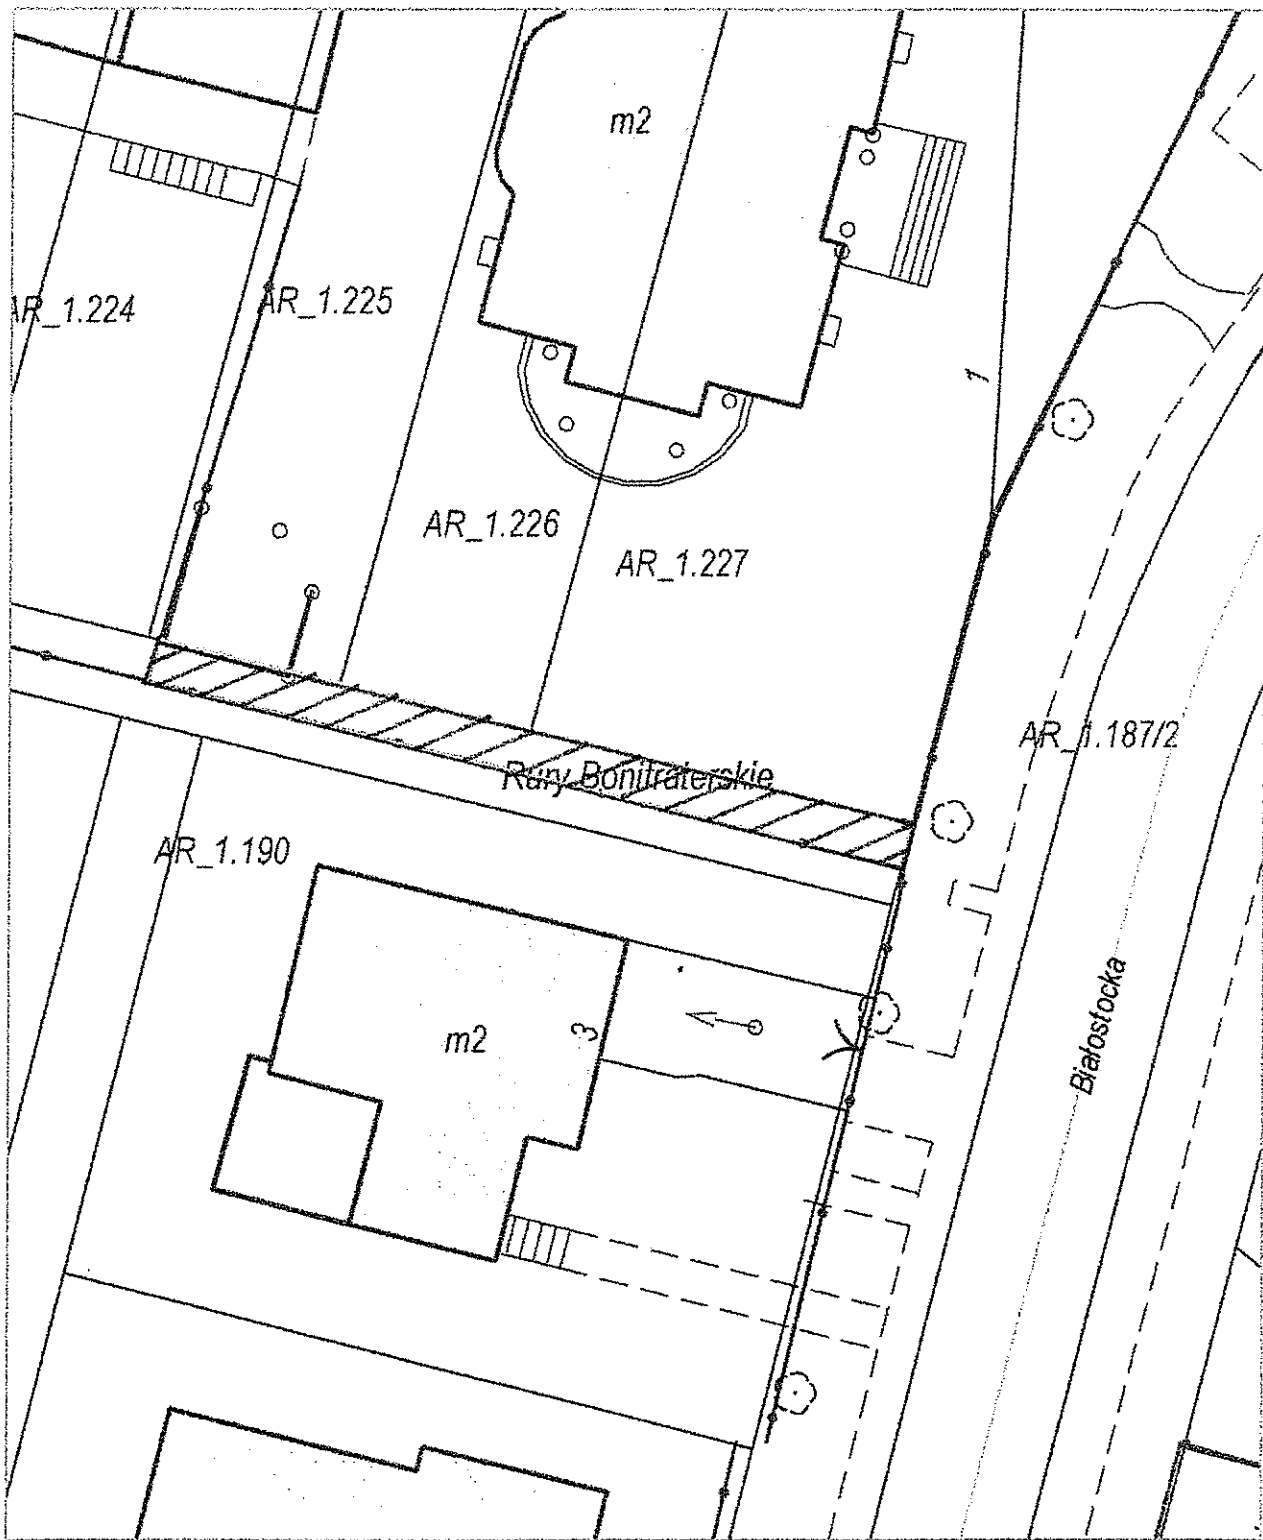 m2
AR_1.224
AR_1.225
1
AR_1.226
AR_1.227
AR_1.187/2
Rury Bonifraterskie
AR_1.190
m2
3
Białostocka